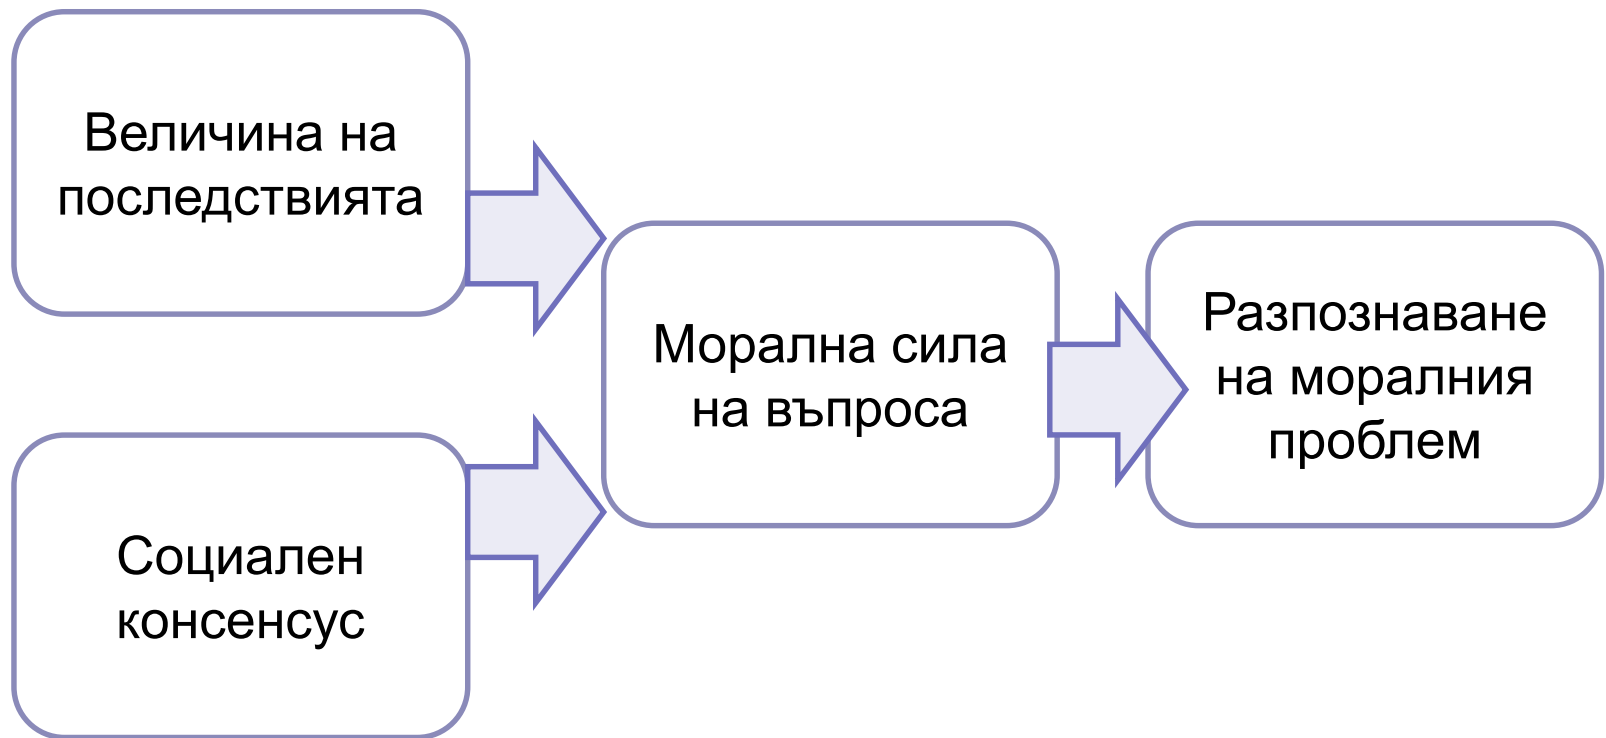 Величина на
последствията
Социален
консенсус
Морална сила
на въпроса
Разпознаване
на моралния
проблем